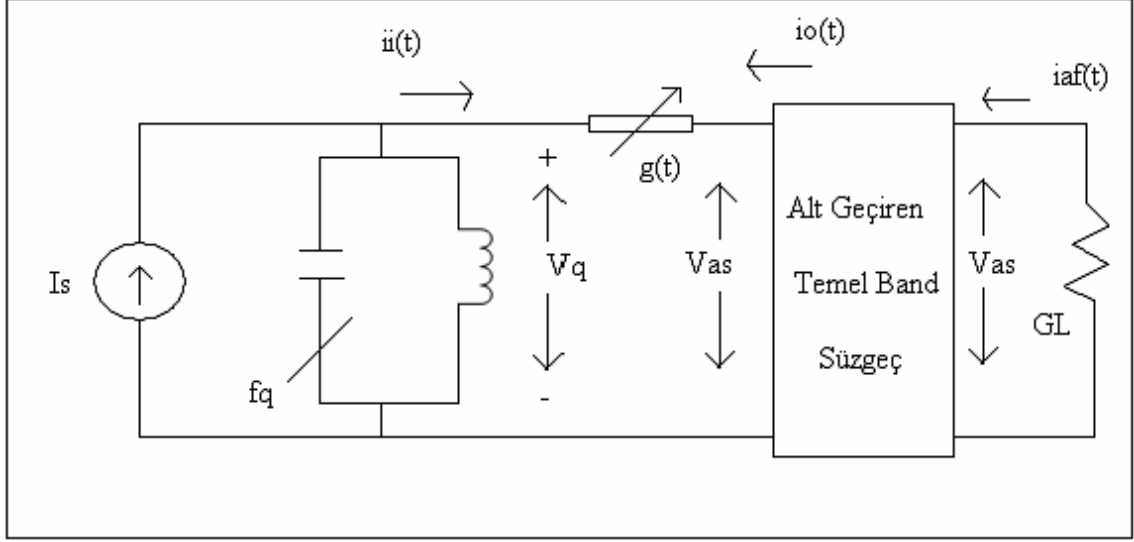 ii(t)
io(t)
iaf(t)
+
g(t)
Alt Geçiren
Is
Vq
Vas
Temel Band
Vas
GL
Süzgeç
fq
-